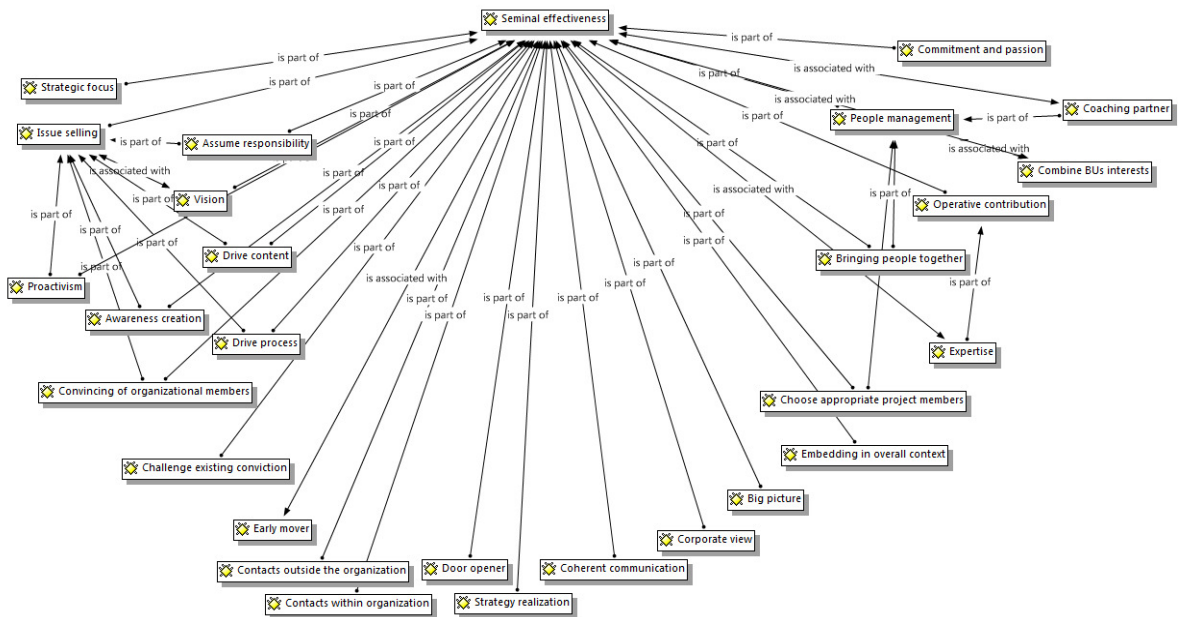 Seminal effectiveness
is part of
Commitment and passion
is part of
is part of
is part of
is part of
is associated with
Strategic focus
is part of
is part of
is associated with
Coaching partner
Issue selling
is part of
People management
is part of
is part of
Assume responsibility
is part of
is associated with
is associated with
is part of
Combine BUs interests
Vision
is part of
is part of
is associated with
is part of
Operative contribution
is part of
is part of
is part of
is part of
is part of
is part of
Drive content
is part of
Bringing people together
is part of
is part of
is associated with
is part of
is part of
Proactivism
is part of
is part of
is part of
is part of
Awareness creation
is part of
is part of
Drive process
Expertise
Convincing of organizational members
Choose appropriate project members
Challenge existing conviction
Embedding in overall context
Big picture
Early mover
Corporate view
Contacts outside the organization
Door opener
Coherent communication
Contacts within organization
Strategy realization